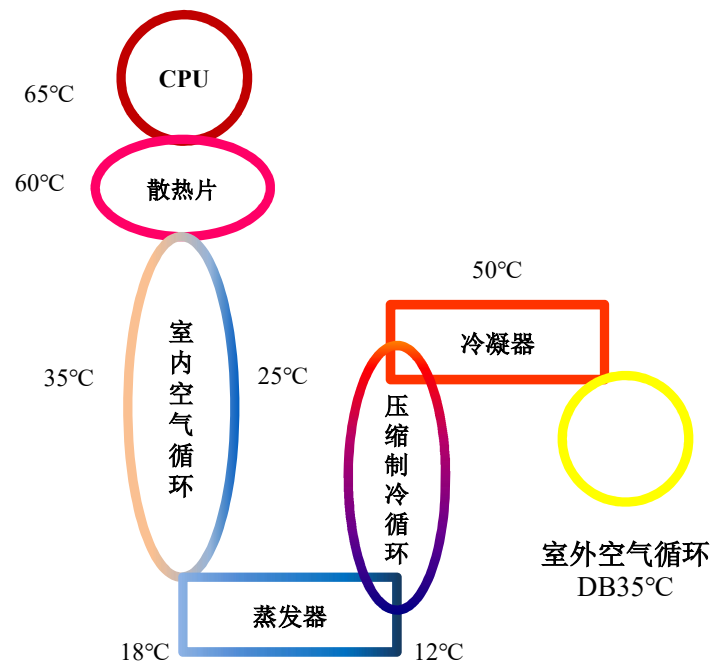 CPU
65℃
60℃
散热片
50℃
室内空气循环
冷凝器
35℃
25℃
压缩制冷循环
室外空气循环
DB35℃
蒸发器
18℃
12℃